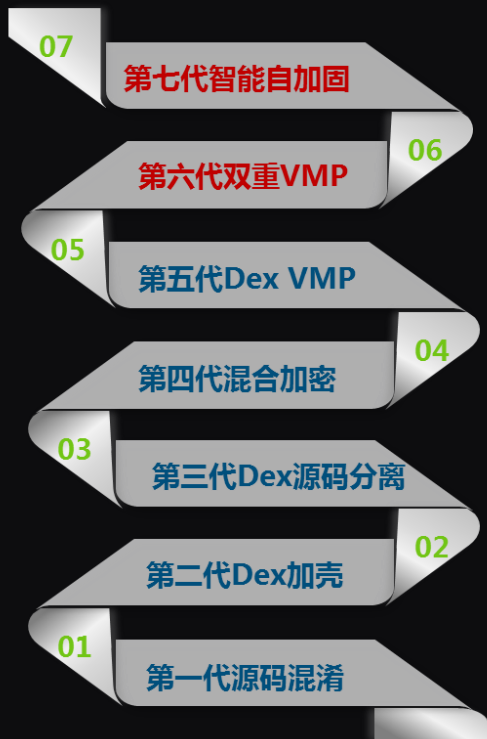 07
第七代智能自加固
06
第六代双重VMP
05
第五代Dex VMP
04
第四代混合加密
03
第三代Dex源码分离
02
第二代Dex加壳
01
第一代源码混淆